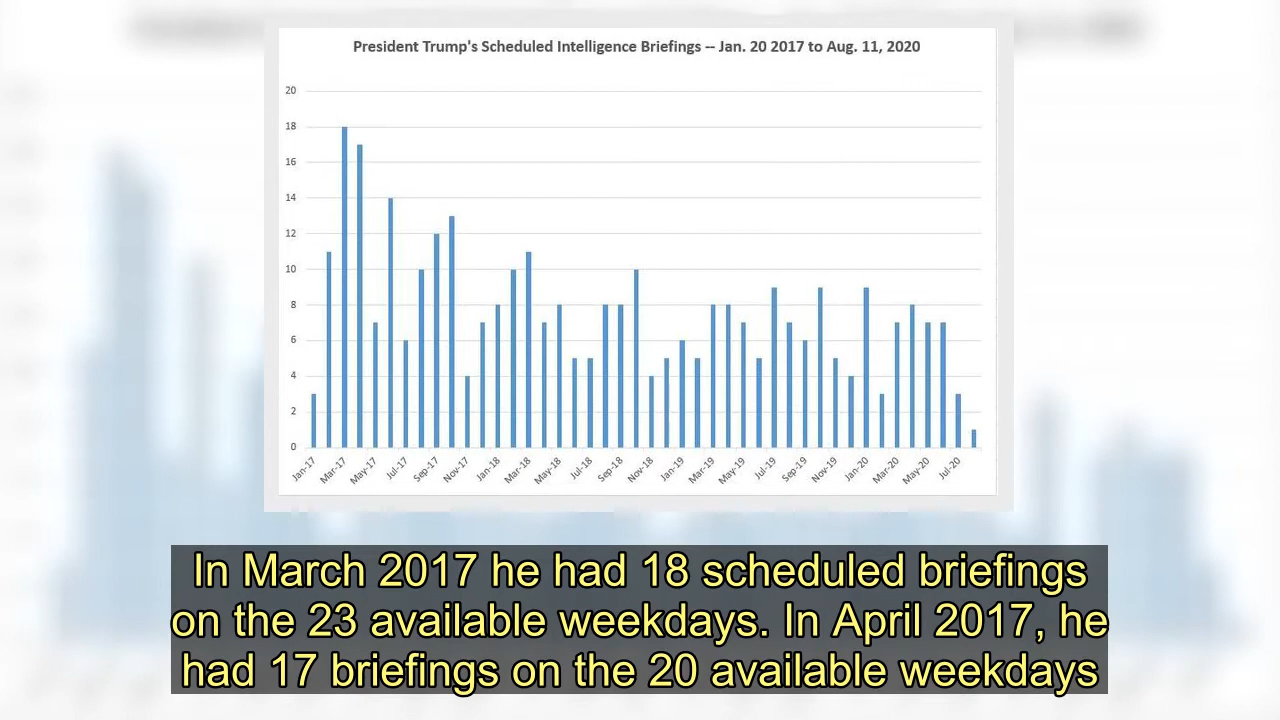 President Trump's Scheduled Intelligence Briefings -- Jan. 20 2017 to Aug. 11, 2020
20
18
16
14
12
10
8
6
4
2
0
Jan-17
Mar-17
May-17
Jul-17
Sep-17
Nov-17
Jan-18
Mar-18
May-18
Jul-18
Sep-18
Nov-18
Jan-19
Mar-19
May-19
Jul-19
Sep-19
Nov-19
Jan-20
Mar-20
May-20
Jul-20
In March 2017 he had 18 scheduled briefings
on the 23 available weekdays. In April 2017, he
had 17 briefings on the 20 available weekdays